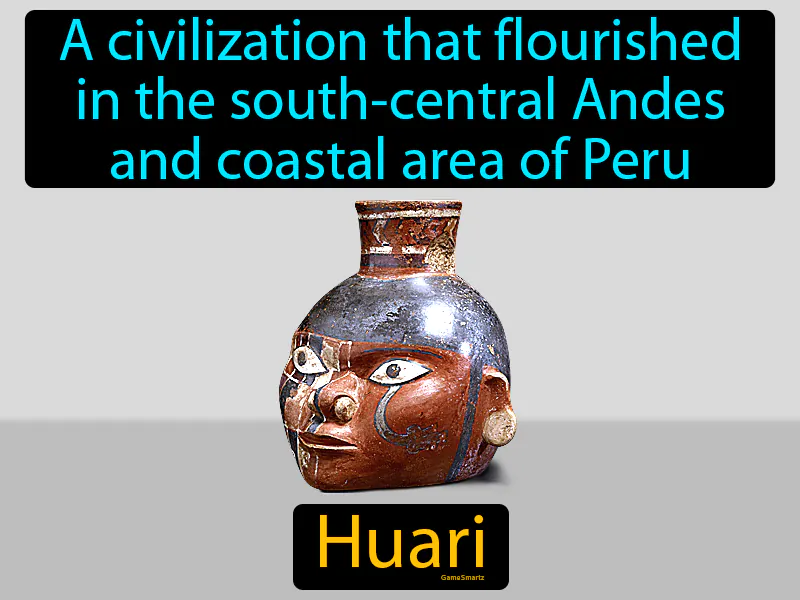 A civilization that flourished
in the south-central Andes
and coastal area of Peru
Huari
GameSmartz